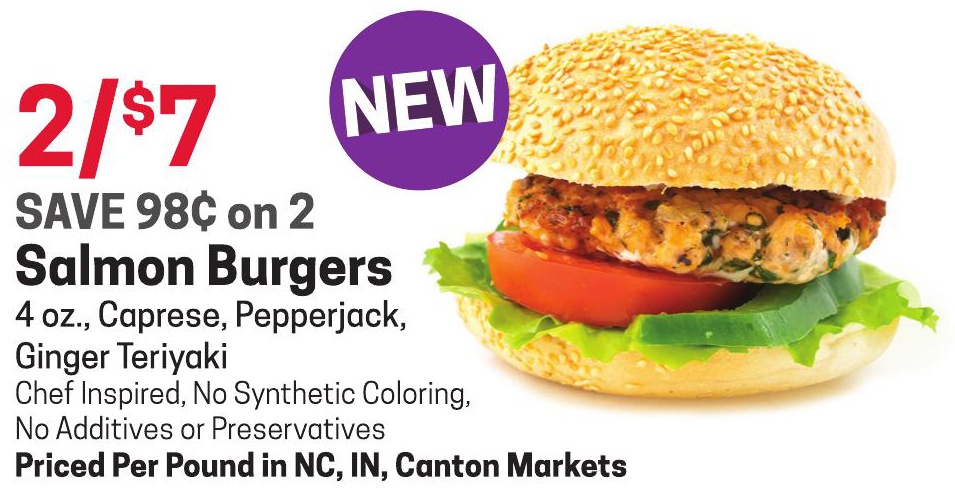 NEW
2/$7
SAVE 98¢ on 2
Salmon Burgers
4 oz., Caprese, Pepperjack,
Ginger Teriyaki
Chef Inspired, No Synthetic Coloring,
No Additives or Preservatives
Priced Per Pound in NC, IN, Canton Markets